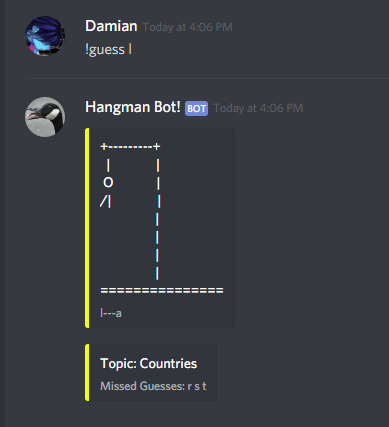 Damian Today at 4:06 PM
!guess l
Hangman Bot! BOT Today at 4:06 PM
+---------+
|          |
O          |
/|          |
|
|
|
|
===============
l---a
Topic: Countries
Missed Guesses: r s t